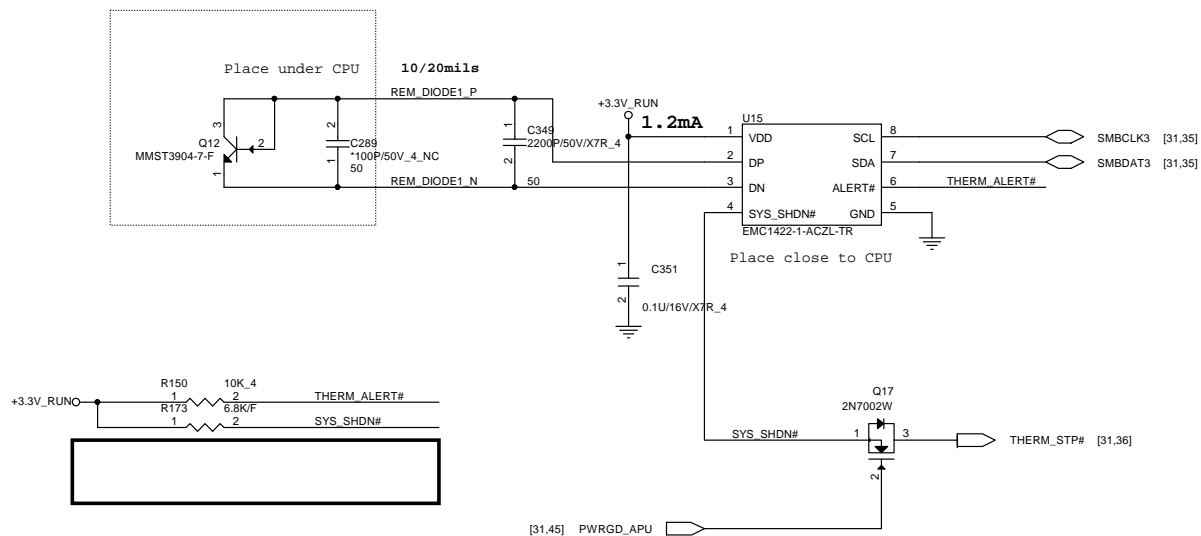 Place under CPU
10/20mils
REM_DIODE1_P
3
Q12
2
MMST3904-7-F
1
2
C289
1
*100P/50V_4_NC
50
1
C349
2200P/50V/X7R_4
2
REM_DIODE1_N
50
+3.3V_RUN
1.2mA
U15
1
VDD
SCL
8
SMBCLK3 [31,35]
2
DP
SDA
7
SMBDAT3 [31,35]
3
DN
ALERT#
6
THERM_ALERT#
4
SYS_SHDN#
GND
5
EMC1422-1-ACZL-TR
Place close to CPU
1
C351
2
0.1U/16V/X7R_4
+3.3V_RUN
R150
10K_4
1
2
THERM_ALERT#
R173
6.8K/F
1
2
SYS_SHDN#
Q17
2N7002W
SYS_SHDN#
1
3
THERM_STP# [31,36]
2
[31,45] PWRGD_APU